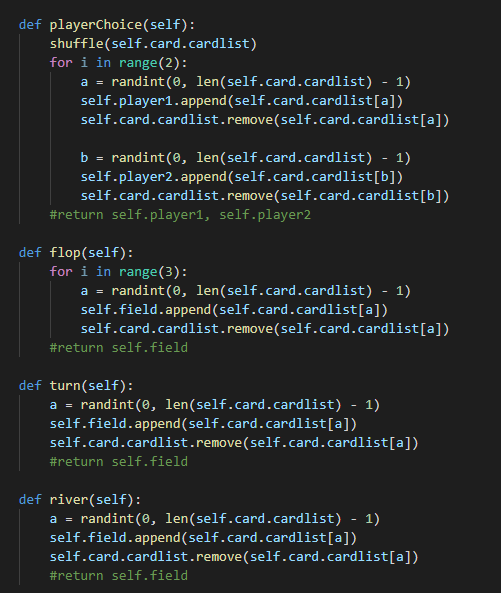 def playerChoice(self):
    shuffle(self.card.cardlist)
    for i in range(2):
        a = randint(0, len(self.card.cardlist) - 1)
        self.player1.append(self.card.cardlist[a])
        self.card.cardlist.remove(self.card.cardlist[a])

        b = randint(0, len(self.card.cardlist) - 1)
        self.player2.append(self.card.cardlist[b])
        self.card.cardlist.remove(self.card.cardlist[b])
    #return self.player1, self.player2

def flop(self):
    for i in range(3):
        a = randint(0, len(self.card.cardlist) - 1)
        self.field.append(self.card.cardlist[a])
        self.card.cardlist.remove(self.card.cardlist[a])
    #return self.field

def turn(self):
    a = randint(0, len(self.card.cardlist) - 1)
    self.field.append(self.card.cardlist[a])
    self.card.cardlist.remove(self.card.cardlist[a])
    #return self.field

def river(self):
    a = randint(0, len(self.card.cardlist) - 1)
    self.field.append(self.card.cardlist[a])
    self.card.cardlist.remove(self.card.cardlist[a])
    #return self.field